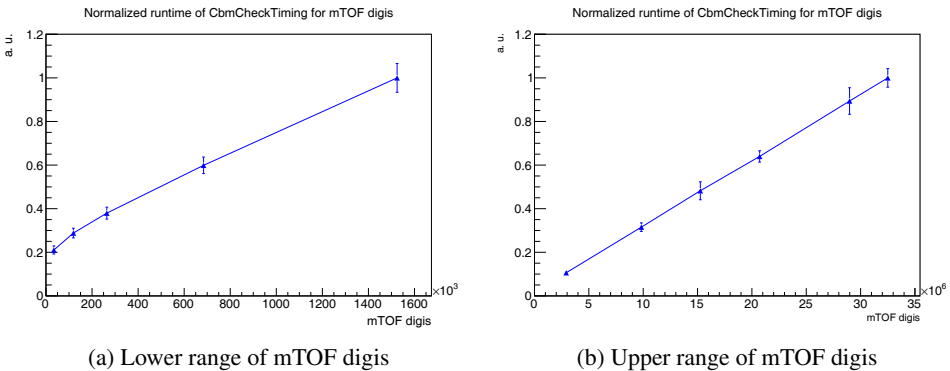 Normalized runtime of CbmCheckTiming for mTOF digis
a. u.
1.2
1
0.8
0.6
0.4
0.2
0
0 200 400 600 800 1000 1200 1400 1600
×10³
mTOF digis
(a) Lower range of mTOF digis
Normalized runtime of CbmCheckTiming for mTOF digis
a. u.
1.2
1
0.8
0.6
0.4
0.2
0
0 5 10 15 20 25 30 35
×10⁶
mTOF digis
(b) Upper range of mTOF digis